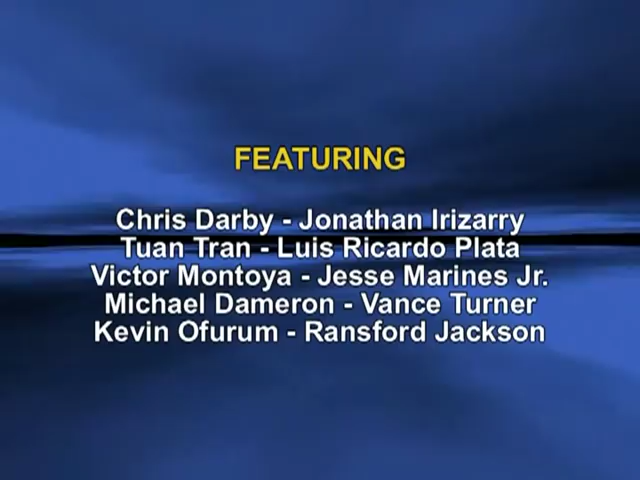 FEATURING
Chris Darby - Jonathan Irizarry
Tuan Tran - Luis Ricardo Plata
Victor Montoya - Jesse Marines Jr.
Michael Dameron - Vance Turner
Kevin Ofurum - Ransford Jackson